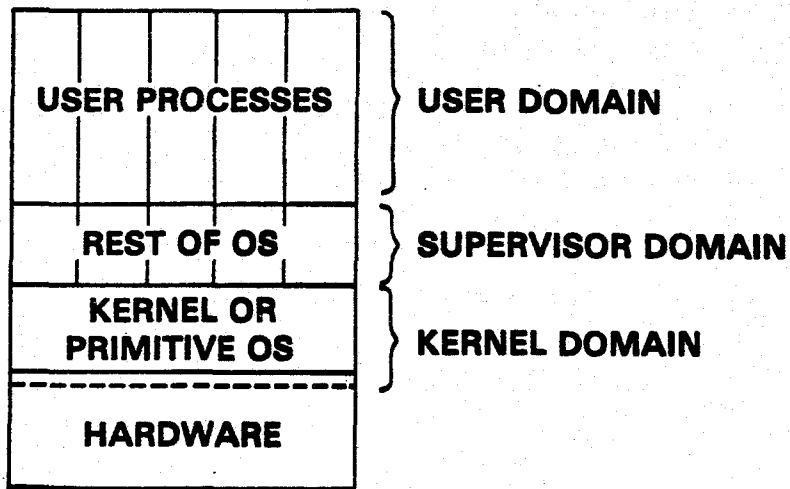 USER PROCESSES
USER DOMAIN
REST OF OS
SUPERVISOR DOMAIN
KERNEL OR
PRIMITIVE OS
KERNEL DOMAIN
HARDWARE